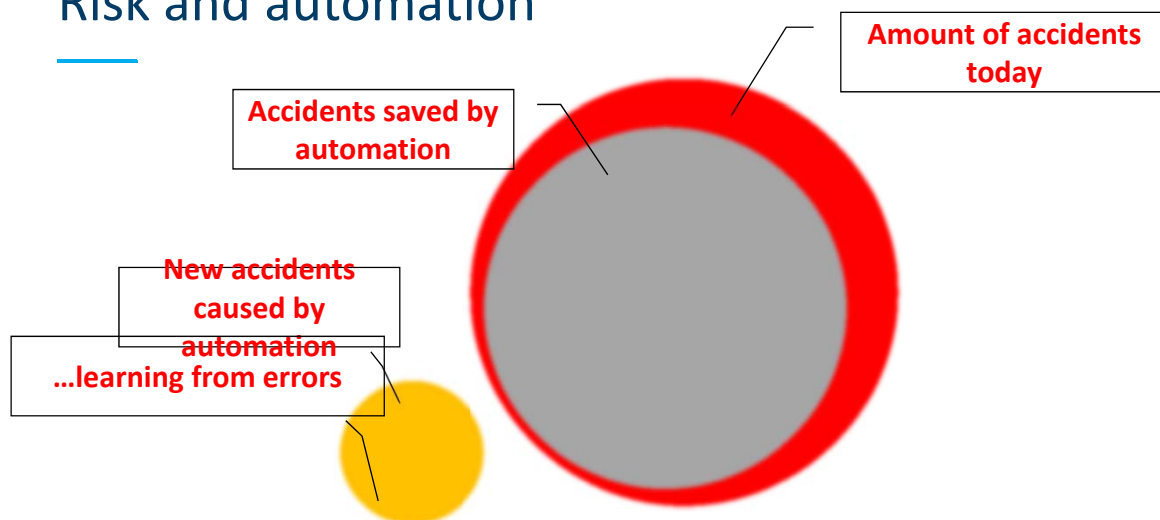 Risk and automation
Amount of accidents
today
Accidents saved by
automation
New accidents
caused by
automation
...learning from errors